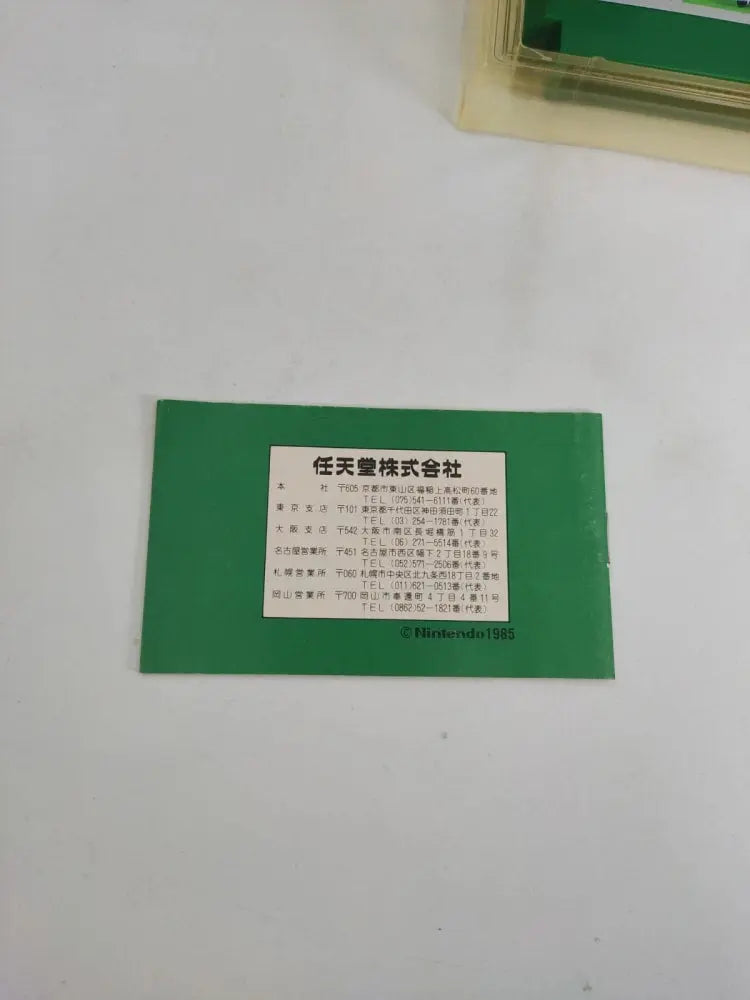 任天堂株式会社
本 社 〒605 京都市東山区福稲上高松町60番地
TEL (075)541-6111番(代表)
東京支店 〒101 東京都千代田区神田須田町1丁目22
TEL (03)254-1781番(代表)
大阪支店 〒542 大阪市南区長堀橋筋1丁目32
TEL (06)271-5514番(代表)
名古屋営業所 〒451 名古屋市西区幅下2丁目18番9号
TEL (052)571-2506番(代表)
札幌営業所 〒060 札幌市中央区北九条西18丁目2番地
TEL (011)621-0513番(代表)
岡山営業所 〒700 岡山市奉還町4丁目4番11号
TEL (0862)52-1821番(代表)
©Nintendo1985